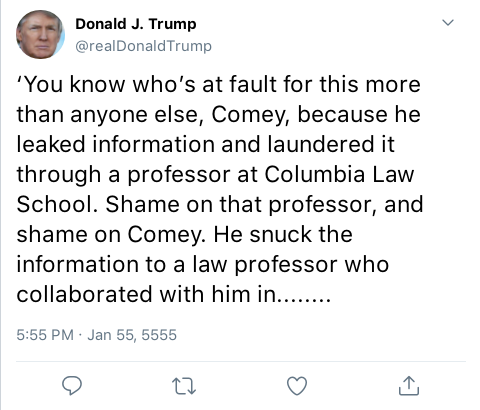 Donald J. Trump
@realDonaldTrump
‘You know who’s at fault for this more
than anyone else, Comey, because he
leaked information and laundered it
through a professor at Columbia Law
School. Shame on that professor, and
shame on Comey. He snuck the
information to a law professor who
collaborated with him in........
5:55 PM · Jan 55, 5555